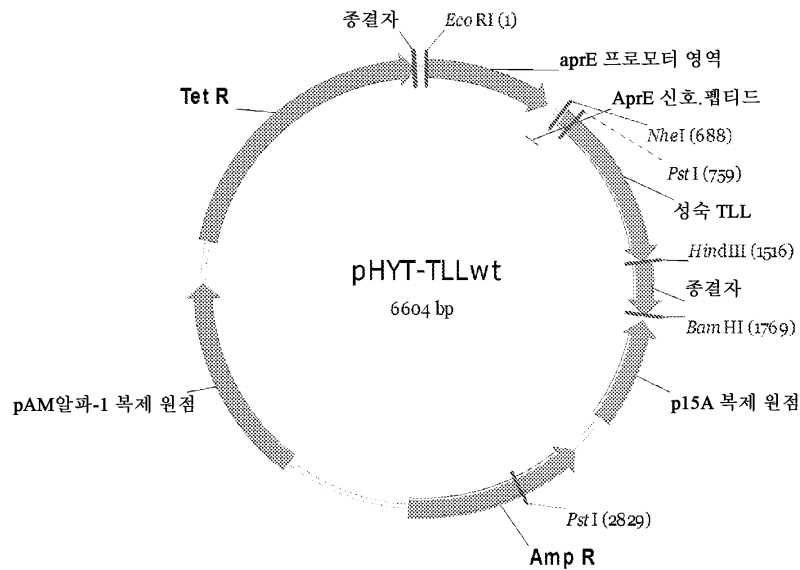 종결자
EcoRI (1)
aprE 프로모터 영역
AprE 신호.펩티드
NheI (688)
PstI (759)
성숙 TLL
HindIII (1516)
종결자
BamHI (1769)
p15A 복제 원점
PstI (2829)
Amp R
pAM알파-1 복제 원점
Tet R
pHYT-TLLwt
6604 bp